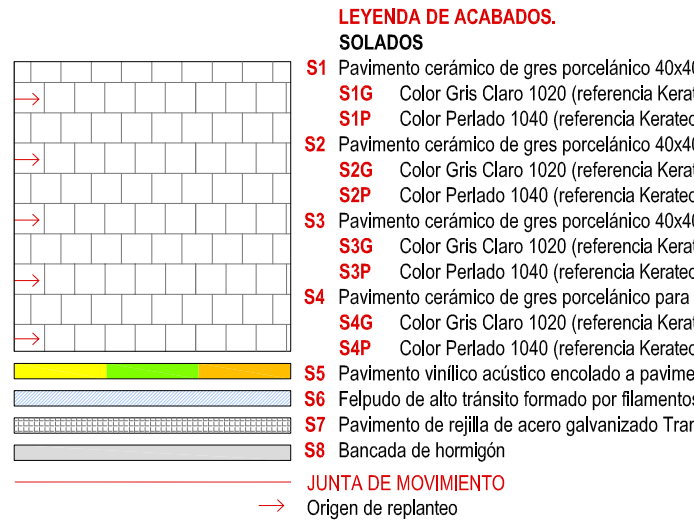 LEYENDA DE ACABADOS.
SOLADOS
S1 Pavimento cerámico de gres porcelánico 40x40
S1G Color Gris Claro 1020 (referencia Kerat
S1P Color Perlado 1040 (referencia Keratec
S2 Pavimento cerámico de gres porcelánico 40x40
S2G Color Gris Claro 1020 (referencia Kerat
S2P Color Perlado 1040 (referencia Keratec
S3 Pavimento cerámico de gres porcelánico 40x40
S3G Color Gris Claro 1020 (referencia Kerat
S3P Color Perlado 1040 (referencia Keratec
S4 Pavimento cerámico de gres porcelánico para
S4G Color Gris Claro 1020 (referencia Kerat
S4P Color Perlado 1040 (referencia Keratec
S5 Pavimento vinílico acústico encolado a pavime
S6 Felpudo de alto tránsito formado por filamentos
S7 Pavimento de rejilla de acero galvanizado Tran
S8 Bancada de hormigón
JUNTA DE MOVIMIENTO
Origen de replanteo